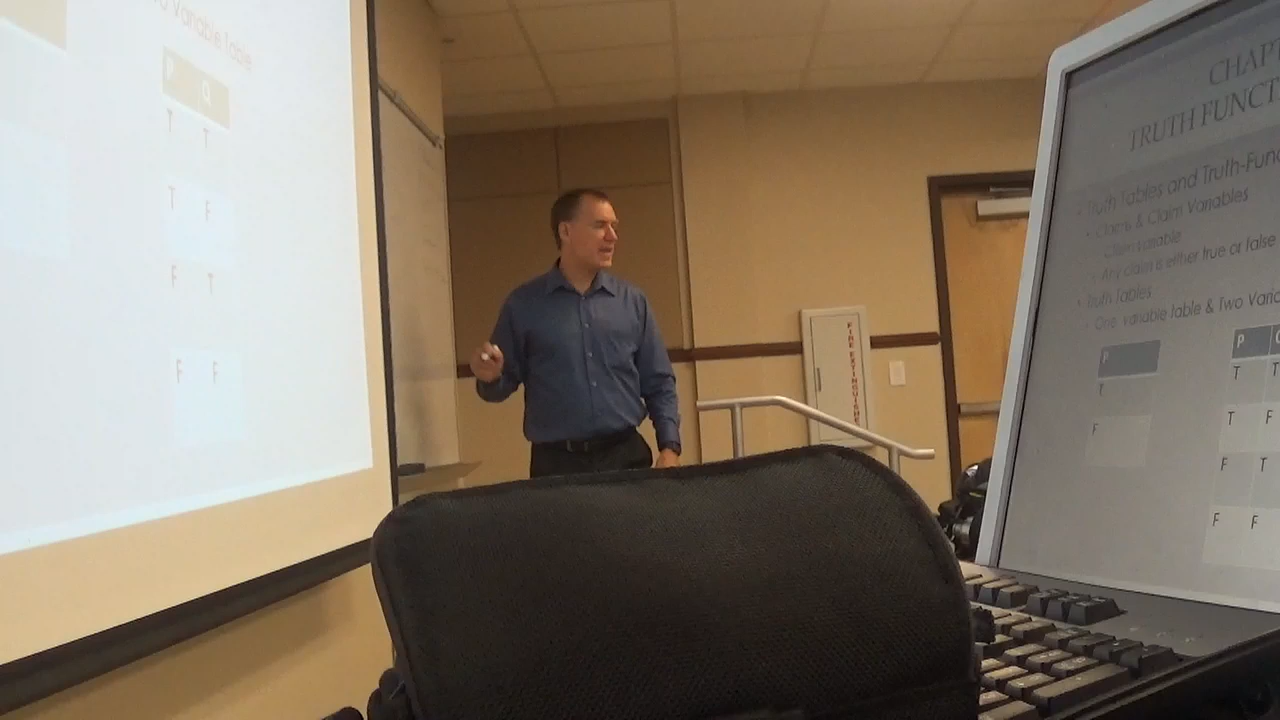 Variable Table
P Q
T T
T F
F T
F F
FIRE EXTINGUISHER
CHAP
TRUTH FUNCT
Truth Tables and Truth-Func
Claims & Claim Variables
Claim variable
Any claim is either true or false
Truth Tables
One Variable Table & Two Varia
P
T
F
P
T T
T F
F T
F F